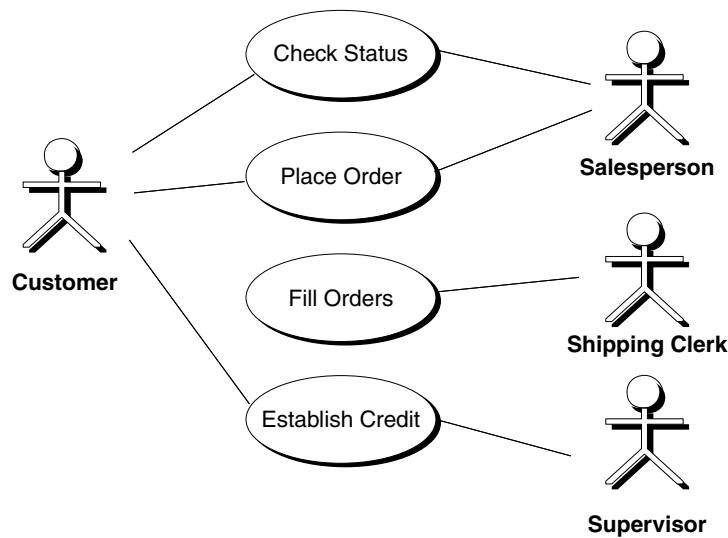 Check Status
Salesperson
Place Order
Customer
Fill Orders
Shipping Clerk
Establish Credit
Supervisor